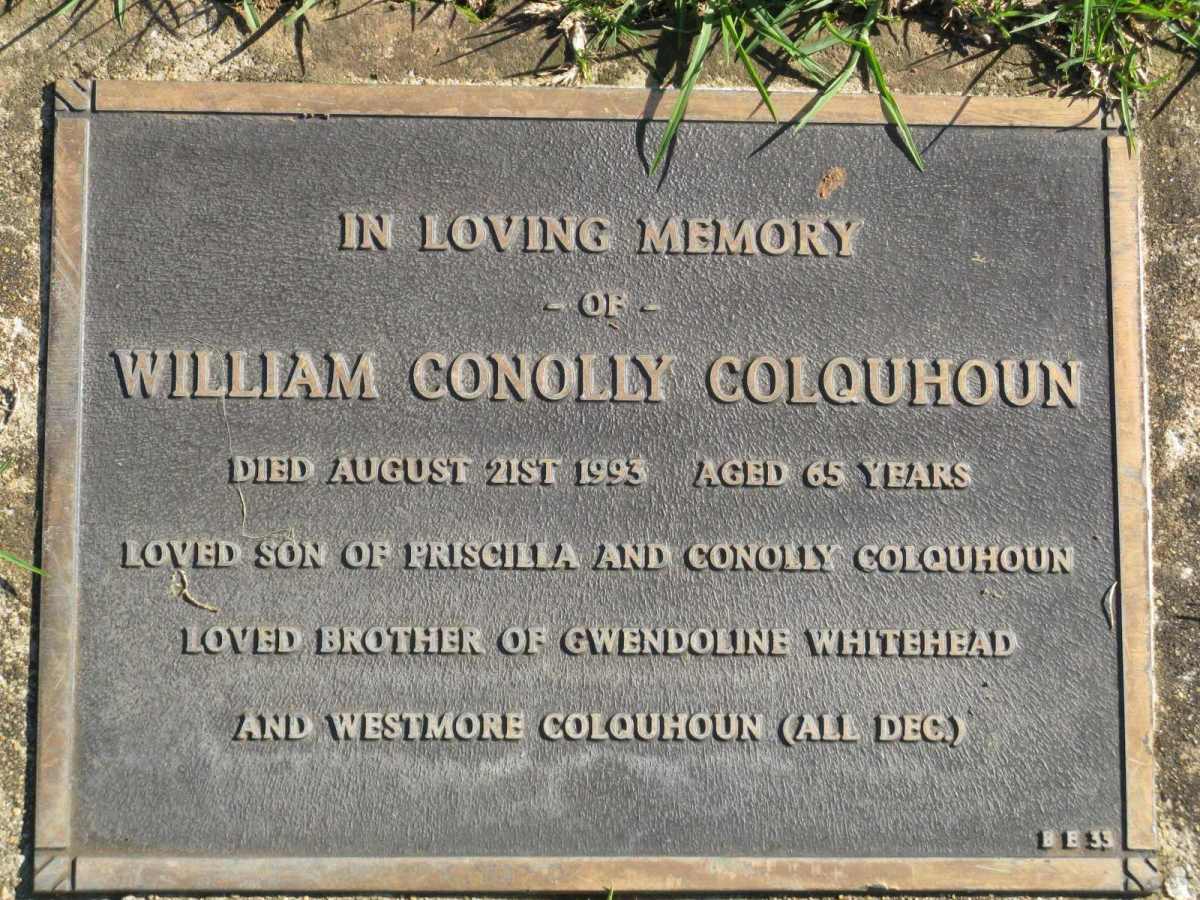 IN LOVING MEMORY
- OF -
WILLIAM CONOLLY COLQUHOUN
DIED AUGUST 21ST 1993 AGED 65 YEARS
LOVED SON OF PRISCILLA AND CONOLLY COLQUHOUN
LOVED BROTHER OF GWENDOLINE WHITEHEAD
AND WESTMORE COLQUHOUN (ALL DEC.)
B E 33